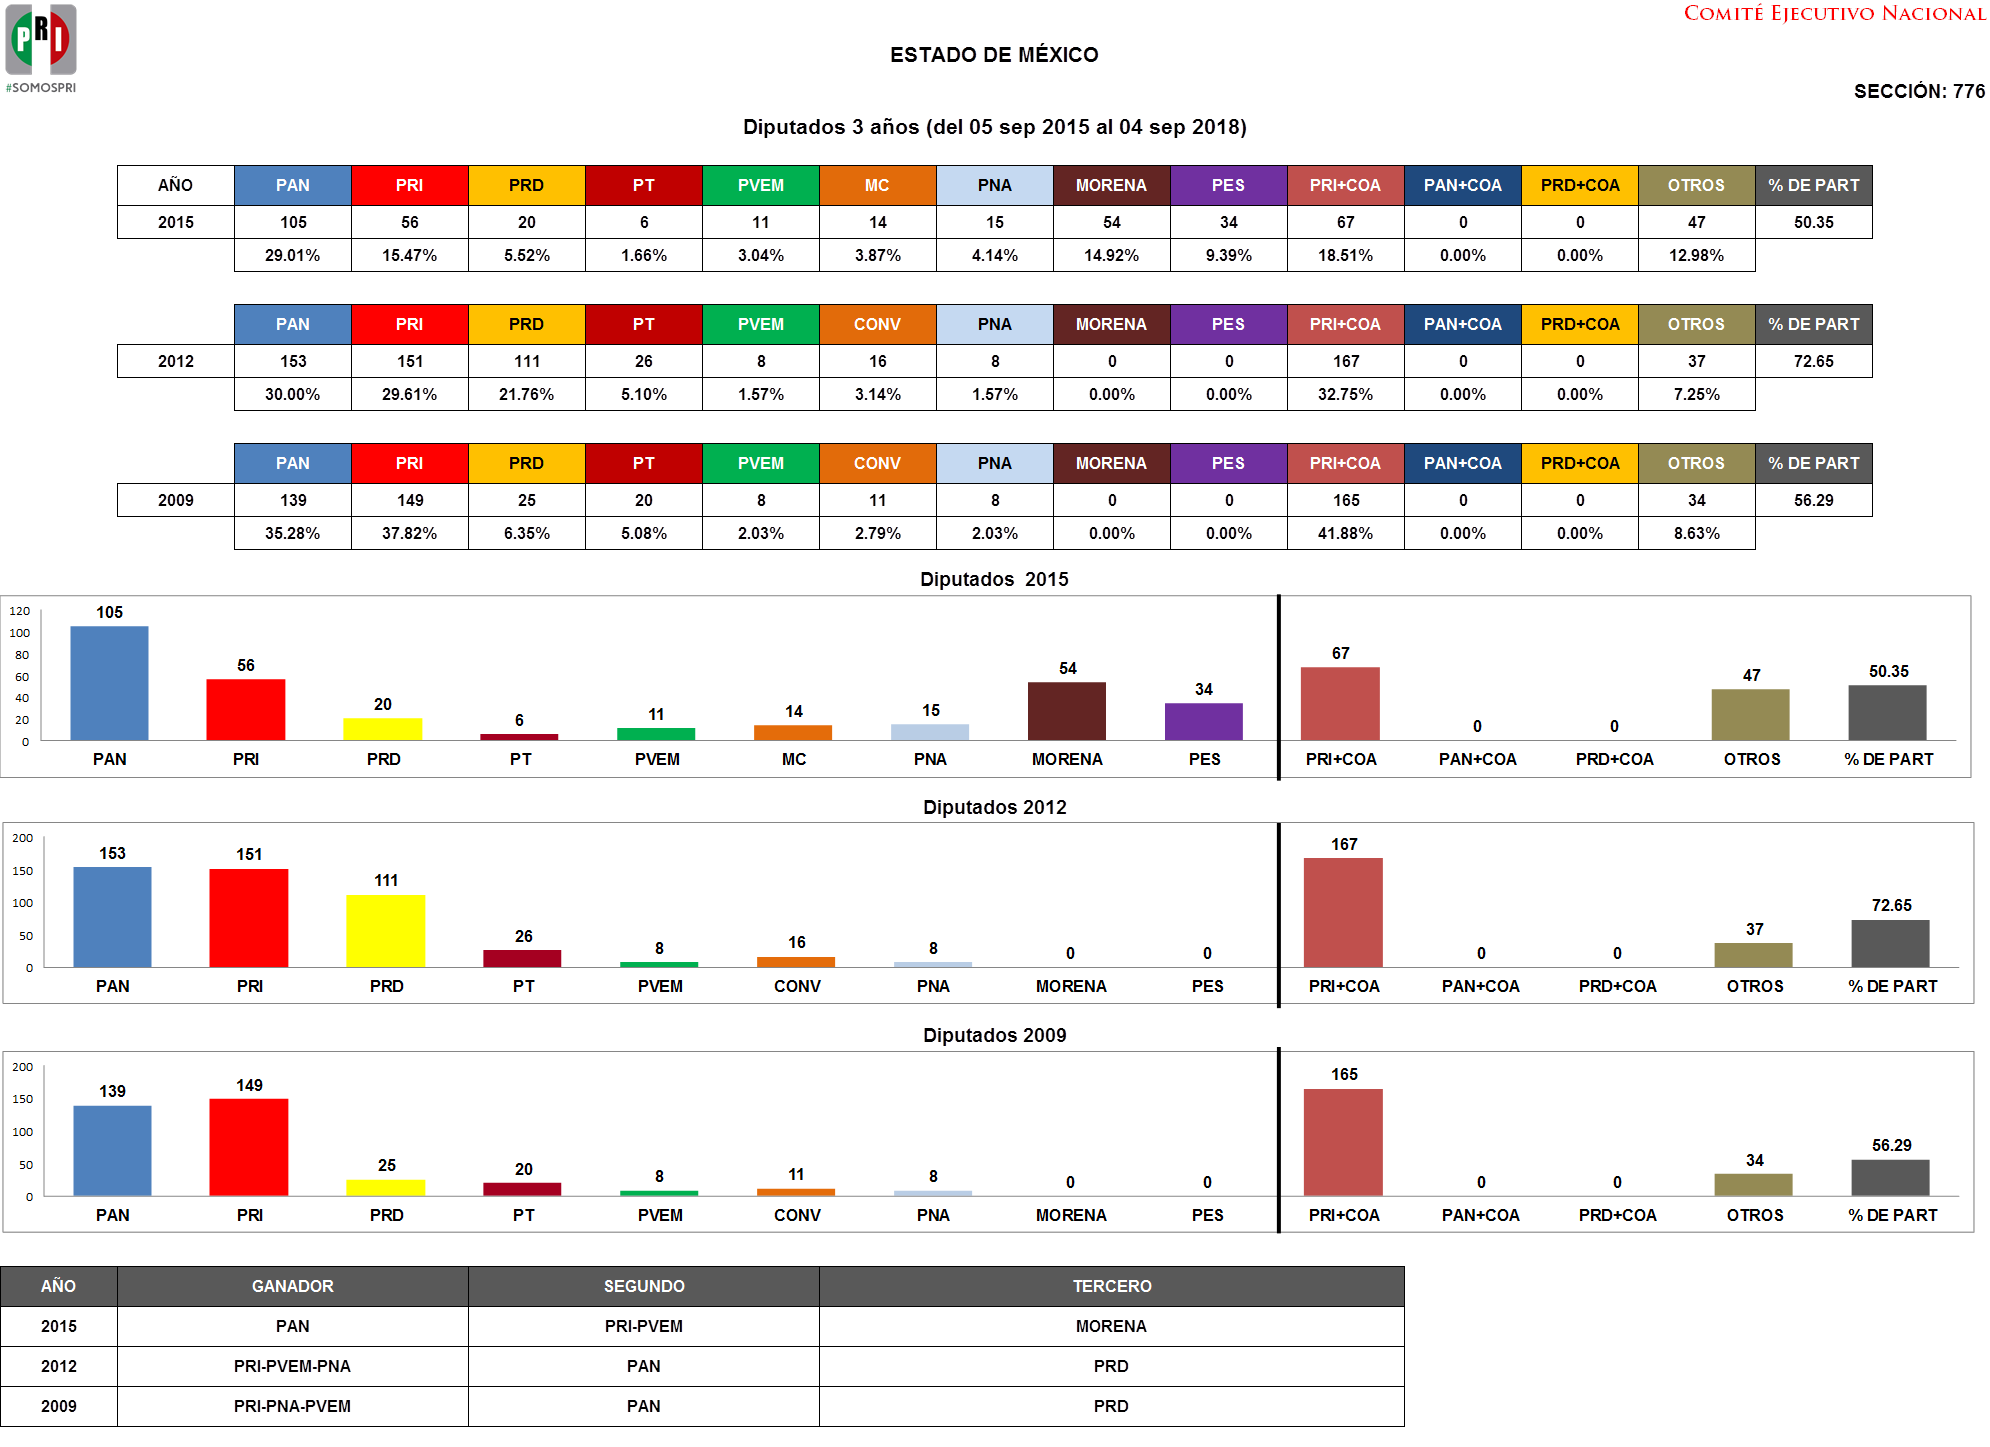 PRI
#SOMOSPRI
COMITÉ EJECUTIVO NACIONAL
ESTADO DE MÉXICO
SECCIÓN: 776
Diputados 3 años (del 05 sep 2015 al 04 sep 2018)
AÑO PAN PRI PRD PT PVEM MC PNA MORENA PES PRI+COA PAN+COA PRD+COA OTROS % DE PART
2015 105 56 20 6 11 14 15 54 34 67 0 0 47 50.35
29.01% 15.47% 5.52% 1.66% 3.04% 3.87% 4.14% 14.92% 9.39% 18.51% 0.00% 0.00% 12.98%
PAN PRI PRD PT PVEM CONV PNA MORENA PES PRI+COA PAN+COA PRD+COA OTROS % DE PART
2012 153 151 111 26 8 16 8 0 0 167 0 0 37 72.65
30.00% 29.61% 21.76% 5.10% 1.57% 3.14% 1.57% 0.00% 0.00% 32.75% 0.00% 0.00% 7.25%
PAN PRI PRD PT PVEM CONV PNA MORENA PES PRI+COA PAN+COA PRD+COA OTROS % DE PART
2009 139 149 25 20 8 11 8 0 0 165 0 0 34 56.29
35.28% 37.82% 6.35% 5.08% 2.03% 2.79% 2.03% 0.00% 0.00% 41.88% 0.00% 0.00% 8.63%
Diputados 2015
120
100
80
60
40
20
0
105 56 20 6 11 14 15 54 34 67 0 0 47 50.35
PAN PRI PRD PT PVEM MC PNA MORENA PES PRI+COA PAN+COA PRD+COA OTROS % DE PART
Diputados 2012
200
150
100
50
0
153 151 111 26 8 16 8 0 0 167 0 0 37 72.65
PAN PRI PRD PT PVEM CONV PNA MORENA PES PRI+COA PAN+COA PRD+COA OTROS % DE PART
Diputados 2009
200
150
100
50
0
139 149 25 20 8 11 8 0 0 165 0 0 34 56.29
PAN PRI PRD PT PVEM CONV PNA MORENA PES PRI+COA PAN+COA PRD+COA OTROS % DE PART
AÑO GANADOR SEGUNDO TERCERO
2015 PAN PRI-PVEM MORENA
2012 PRI-PVEM-PNA PAN PRD
2009 PRI-PNA-PVEM PAN PRD